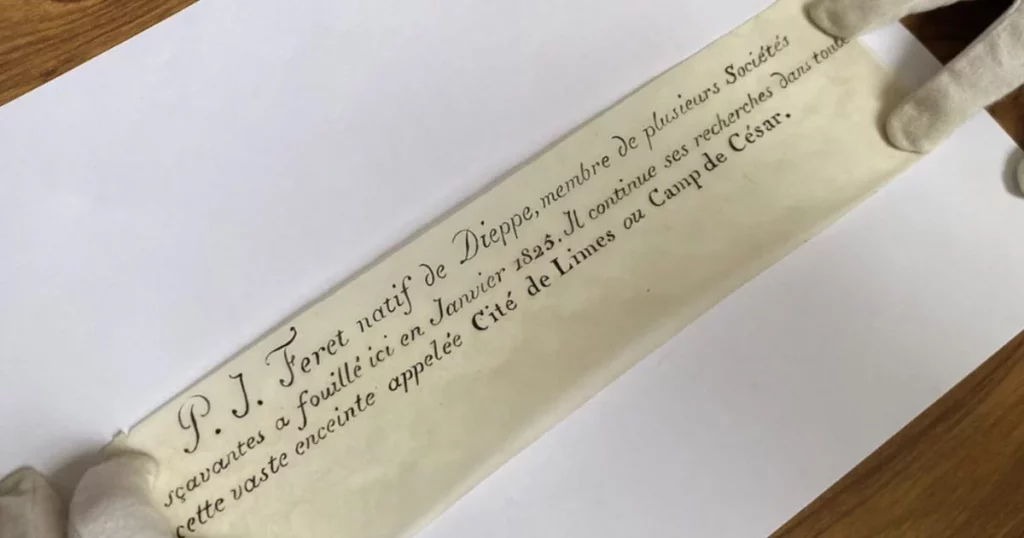 P. J. Feret natif de Dieppe, membre de plusieurs Sociétés
sçavantes a fouillé ici en Janvier 1825. Il continue ses recherches dans toute
cette vaste enceinte appelée Cité de Limes ou Camp de César.